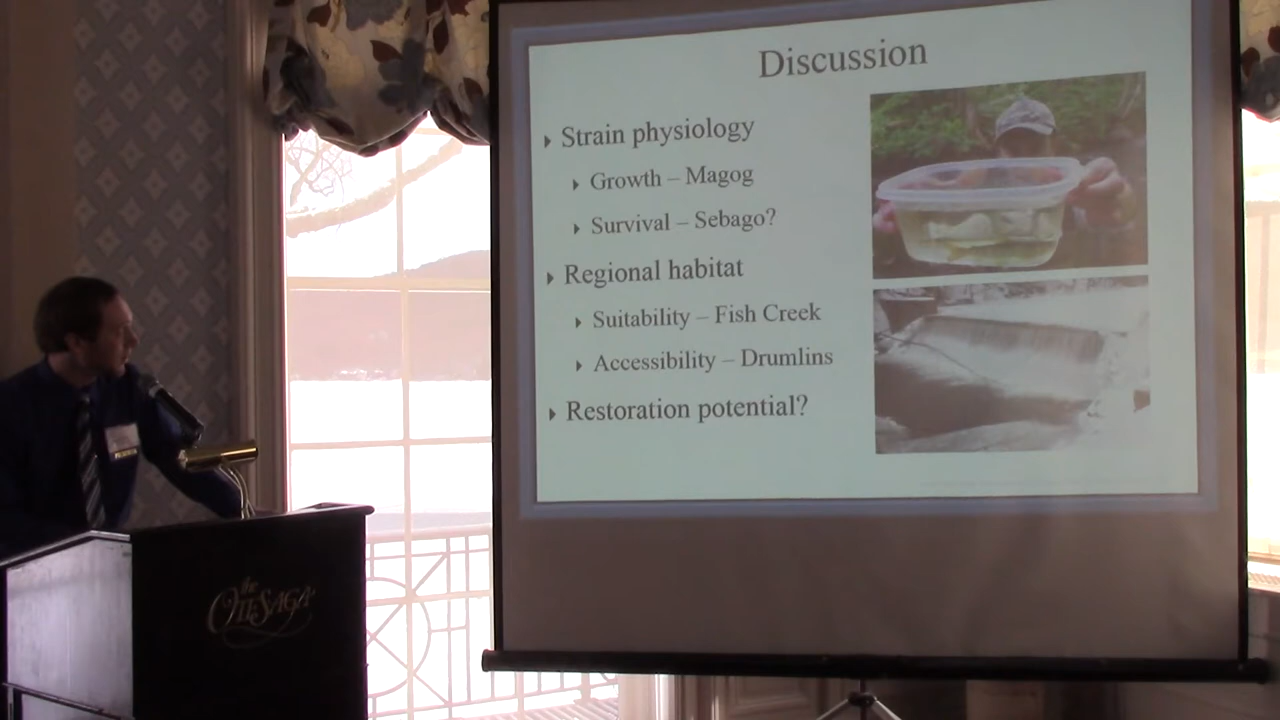 Discussion
Strain physiology
Growth – Magog
Survival – Sebago?
Regional habitat
Suitability – Fish Creek
Accessibility – Drumlins
Restoration potential?
the
OTESAGA